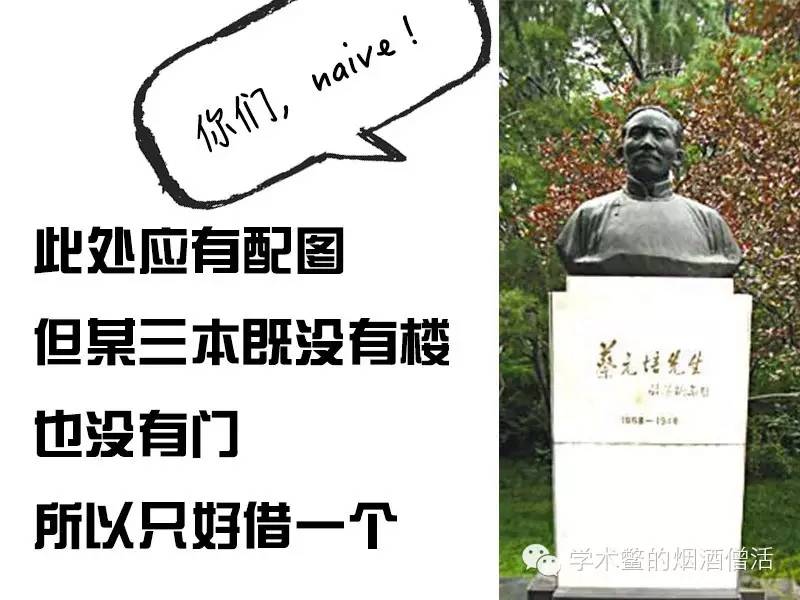 你们，naive！
此处应有配图
但某三本既没有楼
也没有门
所以只好借一个
蔡元培先生
1868—1940
学术鳖的烟酒僧活